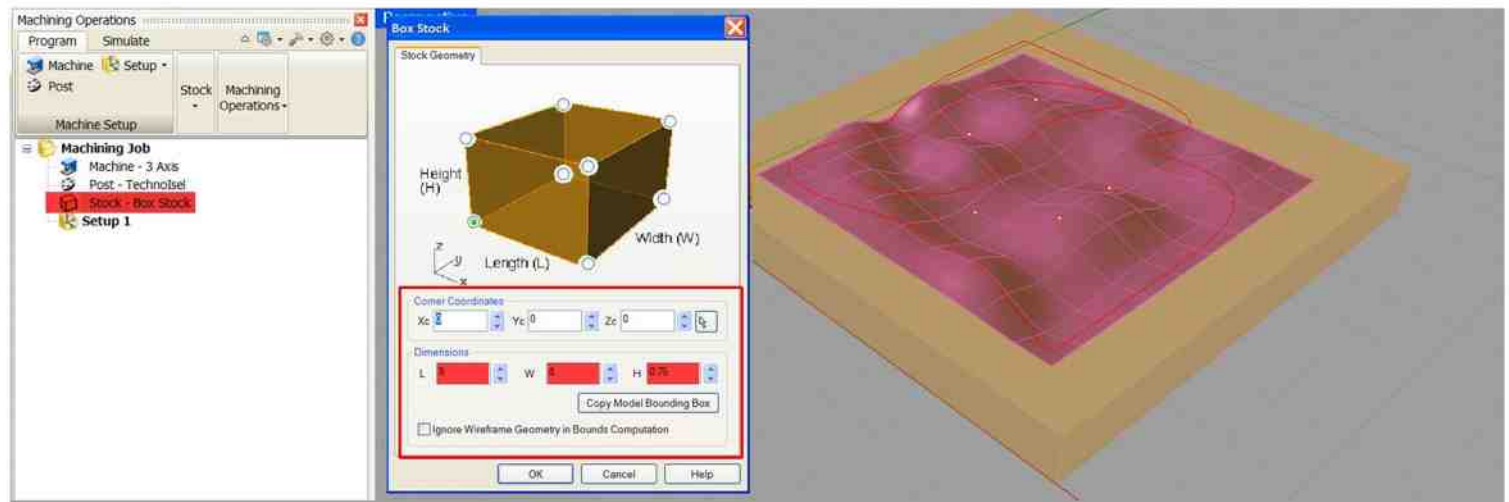 Machining Operations
Program Simulate
Machine Setup
Post
Stock
Machining
Operations
Machine Setup
Machining Job
Machine - 3 Axis
Post - TechnoIsel
Stock - Box Stock
Setup 1
Box Stock
Stock Geometry
Height
(H)
Width (W)
Length (L)
z
y
x
Corner Coordinates
Xc 0 Yc 0 Zc 0
Dimensions
L W H 0.75
Copy Model Bounding Box
Ignore Wireframe Geometry in Bounds Computation
OK Cancel Help